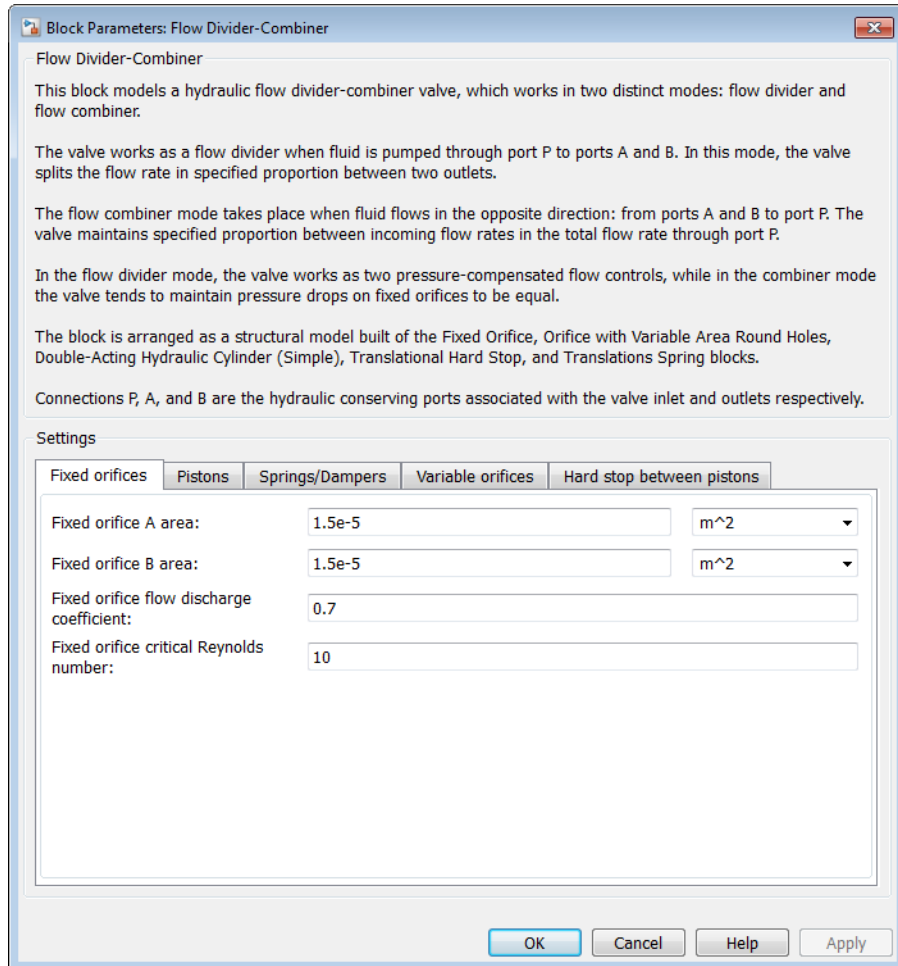 Block Parameters: Flow Divider-Combiner
Flow Divider-Combiner
This block models a hydraulic flow divider-combiner valve, which works in two distinct modes: flow divider and
flow combiner.
The valve works as a flow divider when fluid is pumped through port P to ports A and B. In this mode, the valve
splits the flow rate in specified proportion between two outlets.
The flow combiner mode takes place when fluid flows in the opposite direction: from ports A and B to port P. The
valve maintains specified proportion between incoming flow rates in the total flow rate through port P.
In the flow divider mode, the valve works as two pressure-compensated flow controls, while in the combiner mode
the valve tends to maintain pressure drops on fixed orifices to be equal.
The block is arranged as a structural model built of the Fixed Orifice, Orifice with Variable Area Round Holes,
Double-Acting Hydraulic Cylinder (Simple), Translational Hard Stop, and Translations Spring blocks.
Connections P, A, and B are the hydraulic conserving ports associated with the valve inlet and outlets respectively.
Settings
Fixed orifices Pistons Springs/Dampers Variable orifices Hard stop between pistons
Fixed orifice A area: 1.5e-5 m^2
Fixed orifice B area: 1.5e-5 m^2
Fixed orifice flow discharge
coefficient: 0.7
Fixed orifice critical Reynolds
number: 10
OK Cancel Help Apply